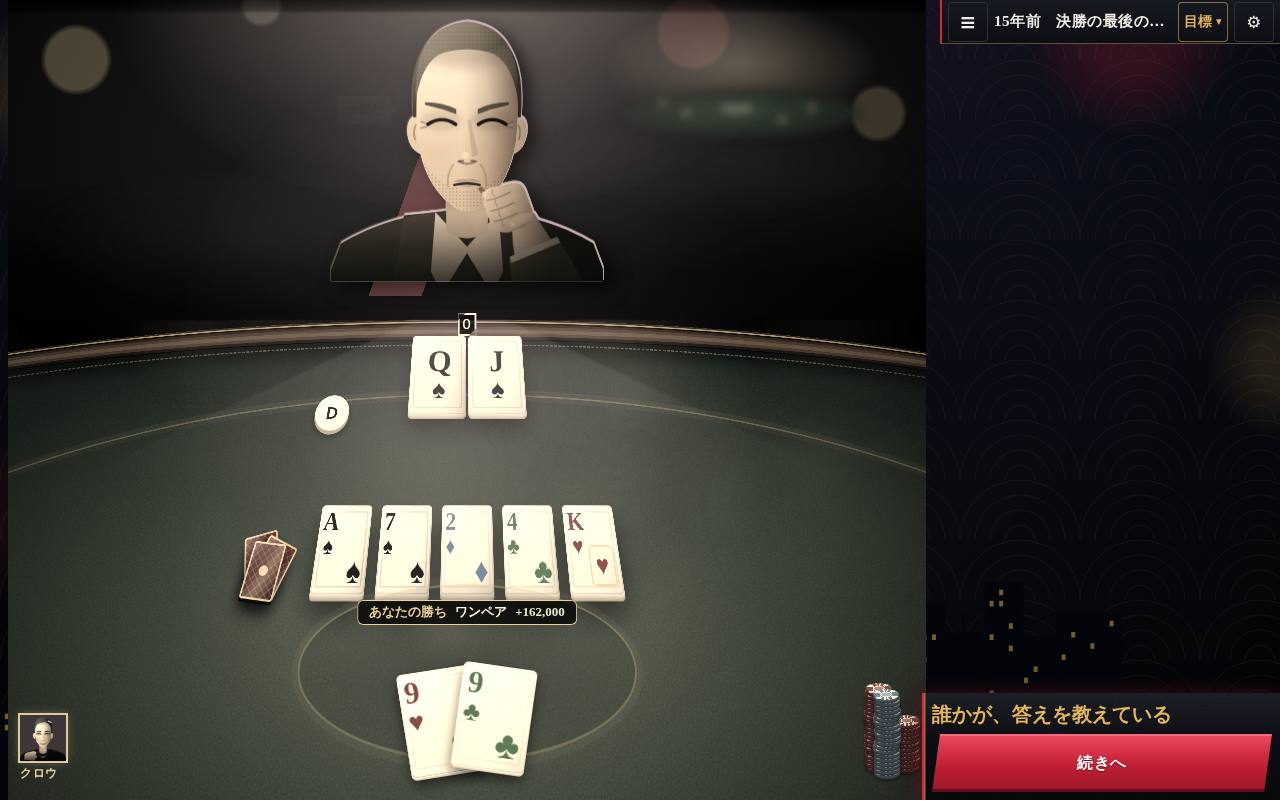 ☰ 15年前　決勝の最後の… 目標▾ ⚙
0
Q J
D
A 7 2 4 K
あなたの勝ち ワンペア +162,000
9 9
クロウ
誰かが、答えを教えている
続きへ